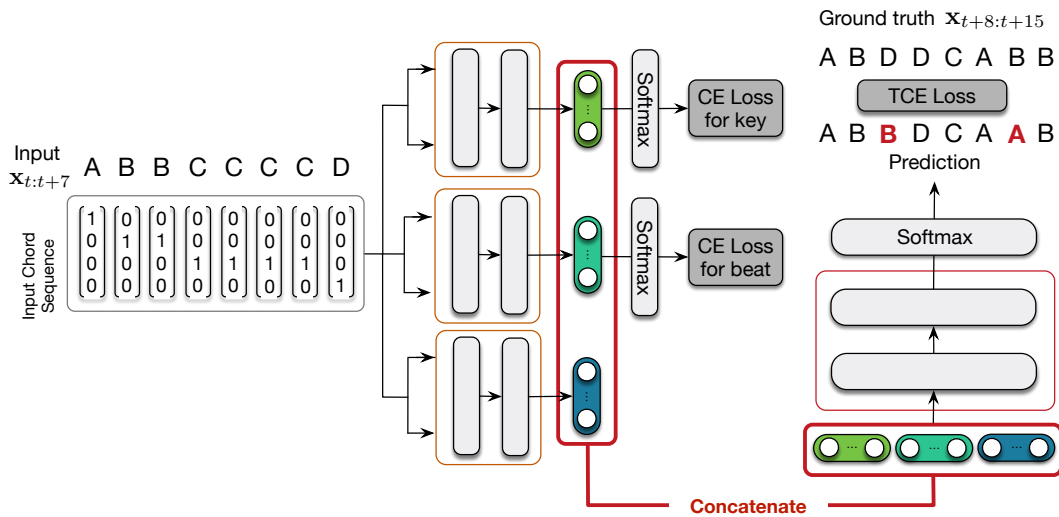 Input
x_{t:t+7}
A B B C C C C D
Input Chord
Sequence
1 0 0 0 0 0 0 0
0 1 1 0 0 0 0 0
0 0 0 1 1 1 1 0
0 0 0 0 0 0 0 1
...
Softmax
CE Loss
for key
...
Softmax
CE Loss
for beat
...
Concatenate
Ground truth x_{t+8:t+15}
A B D D C A B B
TCE Loss
A B B D C A A B
Prediction
Softmax
... ... ...